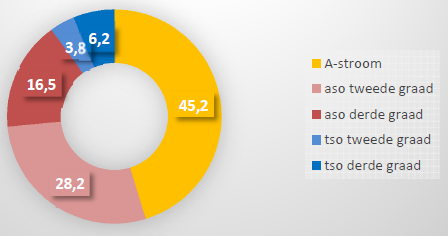 6,2
3,8
16,5
45,2
28,2
A-stroom
aso tweede graad
aso derde graad
tso tweede graad
tso derde graad